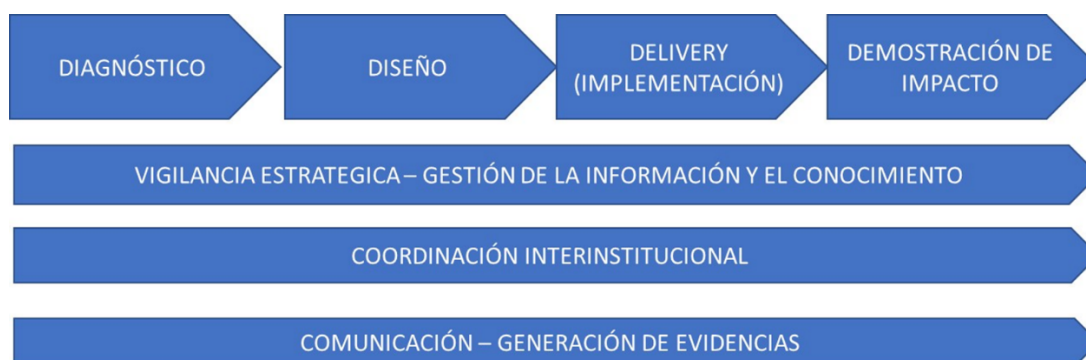 DIAGNÓSTICO
DISEÑO
DELIVERY
(IMPLEMENTACIÓN)
DEMOSTRACIÓN DE
IMPACTO
VIGILANCIA ESTRATEGICA – GESTIÓN DE LA INFORMACIÓN Y EL CONOCIMIENTO
COORDINACIÓN INTERINSTITUCIONAL
COMUNICACIÓN – GENERACIÓN DE EVIDENCIAS